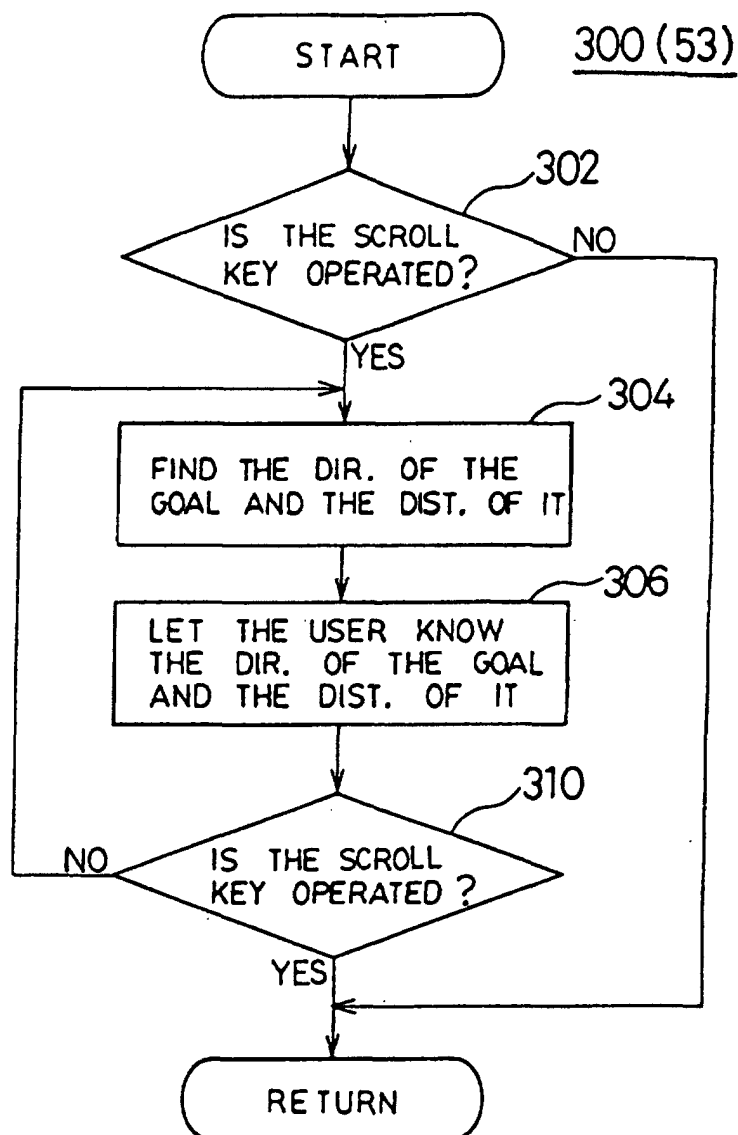 START
300 (53)
302
IS THE SCROLL
KEY OPERATED?
NO
YES
304
FIND THE DIR. OF THE
GOAL AND THE DIST. OF IT
306
LET THE USER KNOW
THE DIR. OF THE GOAL
AND THE DIST. OF IT
310
NO
IS THE SCROLL
KEY OPERATED?
YES
RETURN